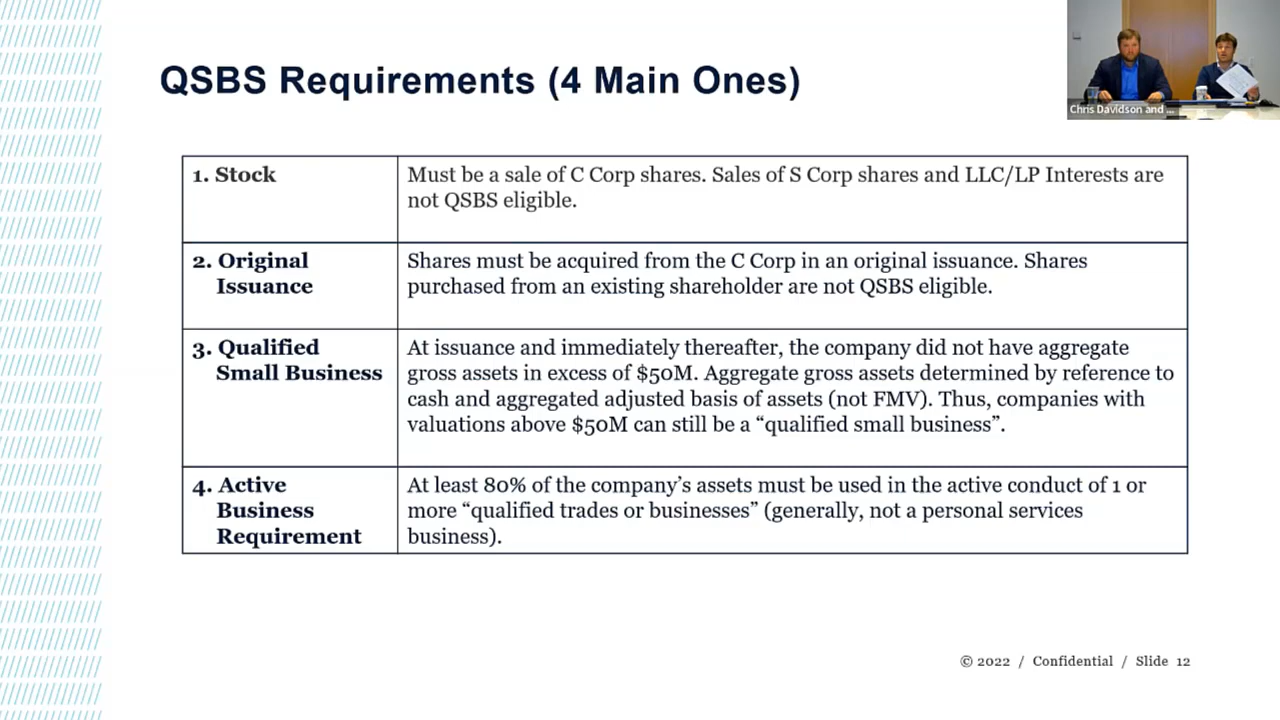 QSBS Requirements (4 Main Ones)
Chris Davidson and ...
1. Stock
Must be a sale of C Corp shares. Sales of S Corp shares and LLC/LP Interests are
not QSBS eligible.
2. Original
Issuance
Shares must be acquired from the C Corp in an original issuance. Shares
purchased from an existing shareholder are not QSBS eligible.
3. Qualified
Small Business
At issuance and immediately thereafter, the company did not have aggregate
gross assets in excess of $50M. Aggregate gross assets determined by reference to
cash and aggregated adjusted basis of assets (not FMV). Thus, companies with
valuations above $50M can still be a “qualified small business”.
4. Active
Business
Requirement
At least 80% of the company’s assets must be used in the active conduct of 1 or
more “qualified trades or businesses” (generally, not a personal services
business).
© 2022 / Confidential / Slide 12